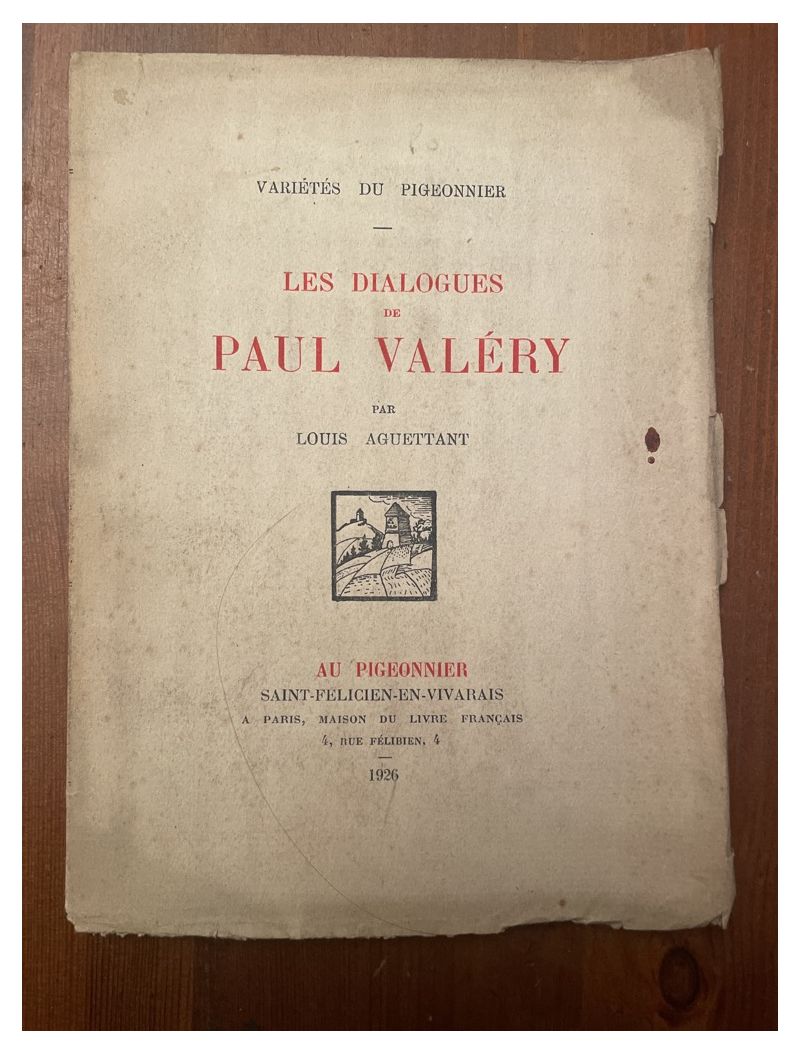 VARIÉTÉS DU PIGEONNIER
LES DIALOGUES
DE
PAUL VALÉRY
PAR
LOUIS AGUETTANT
AU PIGEONNIER
SAINT-FELICIEN-EN-VIVARAIS
A PARIS, MAISON DU LIVRE FRANÇAIS
4, RUE FÉLIBIEN, 4
1926